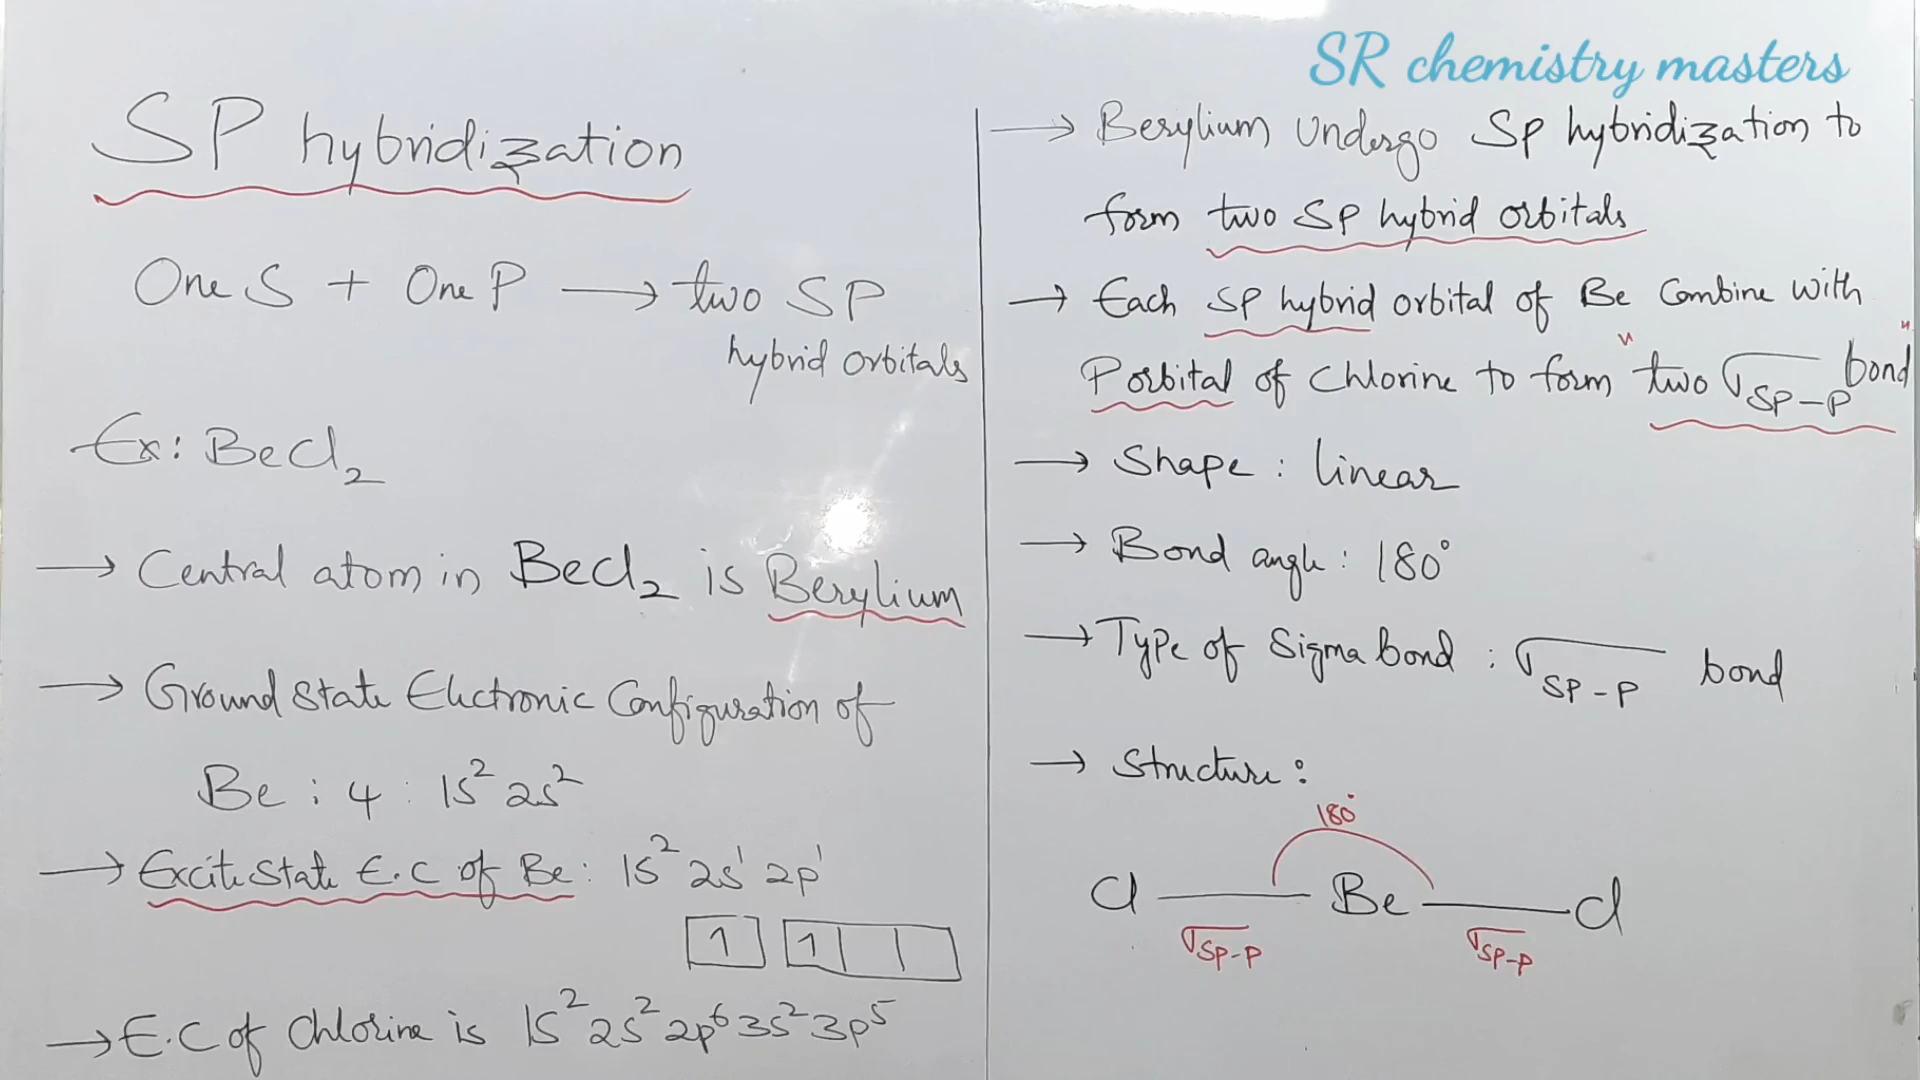 SR chemistry masters
SP hybridization
One S + One P → two SP
hybrid orbitals
Ex: BeCl₂
→ Central atom in BeCl₂ is Berylium
→ Ground State Electronic Configuration of
Be : 4 : 1s² 2s²
→ Excite State E.C of Be : 1s² 2s¹ 2p¹
1 1
→ E.C of Chlorine is 1s² 2s² 2p⁶ 3s² 3p⁵
→ Berylium Undergo Sp hybridization to
form two SP hybrid orbitals
→ Each SP hybrid orbital of Be Combine with
P orbital of Chlorine to form "two σSP-P bond"
→ Shape : linear
→ Bond angle : 180°
→ Type of Sigma bond : σSP-P bond
→ Structure :
180°
Cl — Be — Cl
σSP-P σSP-P